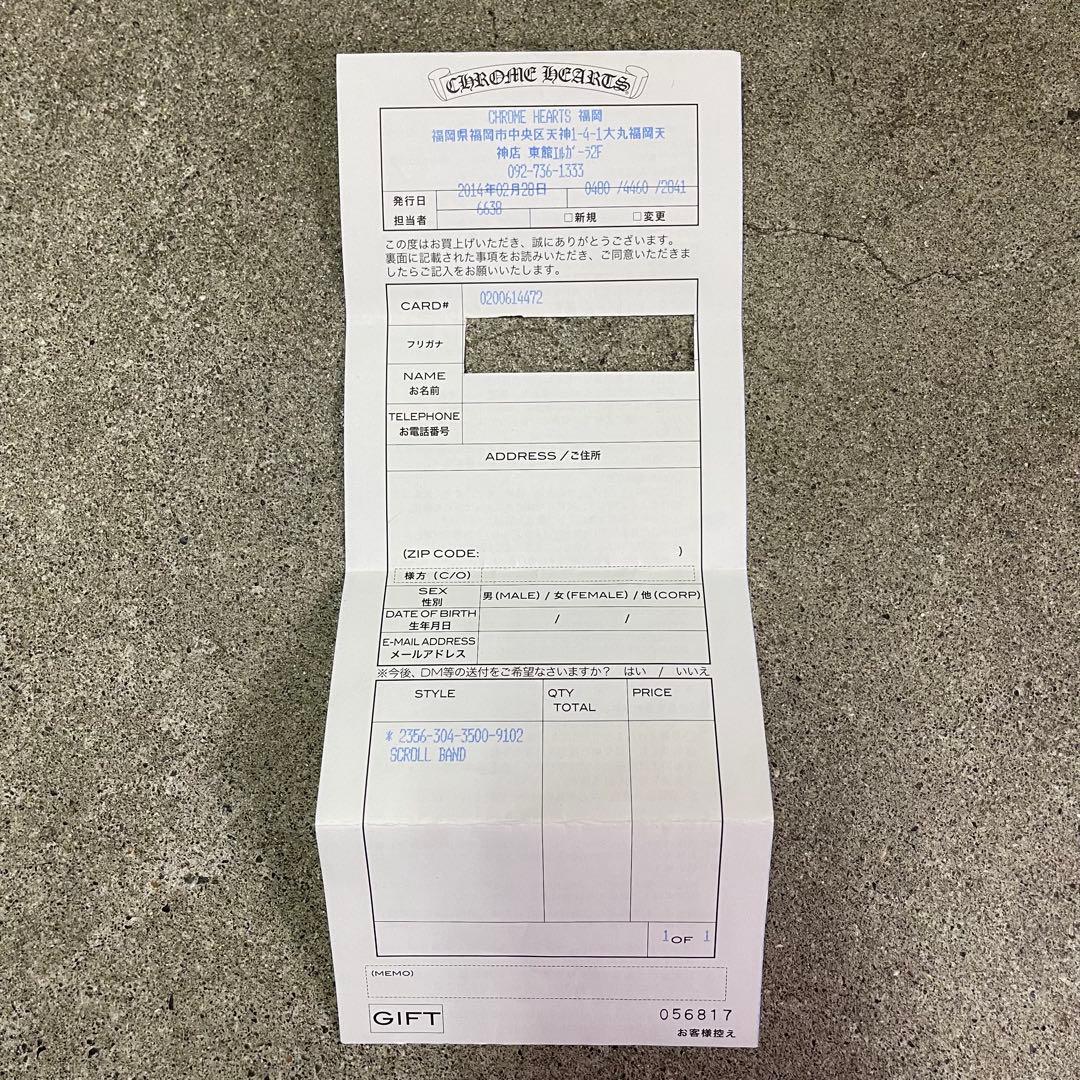 CHROME HEARTS
CHROME HEARTS 福岡
福岡県福岡市中央区天神1-4-1大丸福岡天
神店 東館ｴﾙｶﾞｰﾗ2F
092-736-1333
発行日 2014年02月28日 0480 /4460 /2841
担当者 6638 □新規 □変更
この度はお買上げいただき、誠にありがとうございます。
裏面に記載された事項をお読みいただき、ご同意いただきま
したらご記入をお願いいたします。
CARD# 0200614472
フリガナ
NAME
お名前
TELEPHONE
お電話番号
ADDRESS／ご住所
(ZIP CODE: )
様方（C/O）
SEX
性別
男(MALE) / 女(FEMALE) / 他(CORP)
DATE OF BIRTH
生年月日
/ /
E-MAIL ADDRESS
メールアドレス
※今後、DM等の送付をご希望なさいますか？ はい / いいえ
STYLE QTY PRICE
TOTAL
* 2356-304-3500-9102
SCROLL BAND
1 OF 1
(MEMO)
GIFT 056817
お客様控え